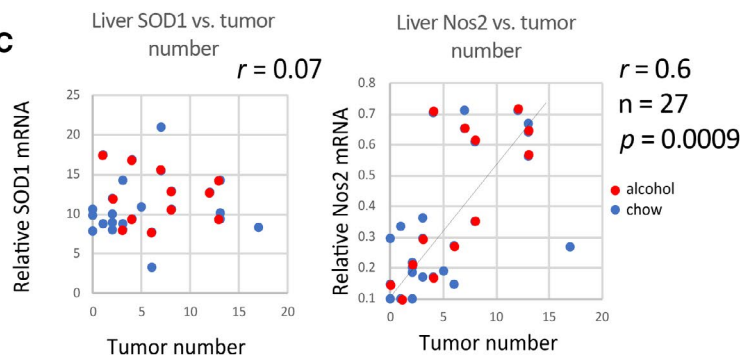 C
Liver SOD1 vs. tumor
number
r = 0.07
Relative SOD1 mRNA
25
20
15
10
5
0
0 5 10 15 20
Tumor number
Liver Nos2 vs. tumor
number
r = 0.6
n = 27
p = 0.0009
Relative Nos2 mRNA
0.8
0.7
0.6
0.5
0.4
0.3
0.2
0.1
0 5 10 15 20
Tumor number
alcohol
chow